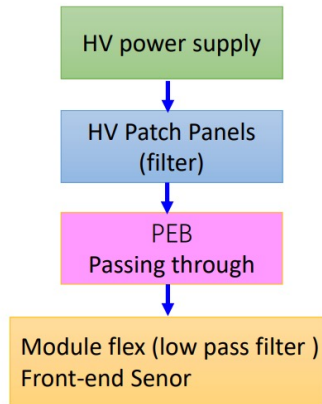 HV power supply
HV Patch Panels
(filter)
PEB
Passing through
Module flex (low pass filter )
Front-end Senor